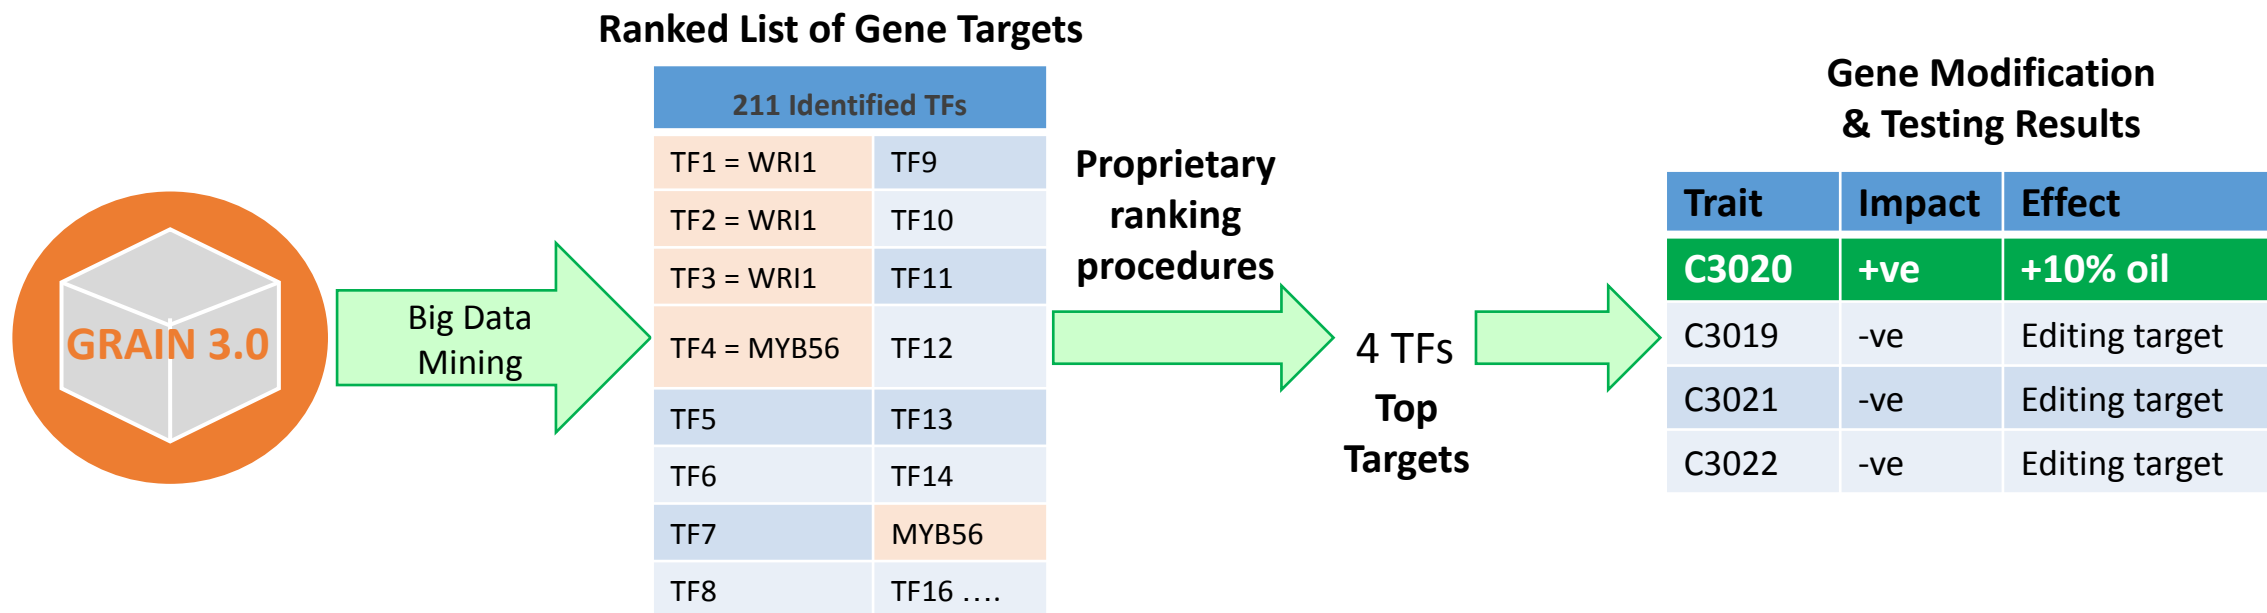 Ranked List of Gene Targets
Gene Modification
& Testing Results
GRAIN 3.0
Big Data
Mining
211 Identified TFs
TF1 = WRI1 TF9
TF2 = WRI1 TF10
TF3 = WRI1 TF11
TF4 = MYB56 TF12
TF5 TF13
TF6 TF14
TF7 MYB56
TF8 TF16 ....
Proprietary
ranking
procedures
4 TFs
Top
Targets
Trait Impact Effect
C3020 +ve +10% oil
C3019 -ve Editing target
C3021 -ve Editing target
C3022 -ve Editing target